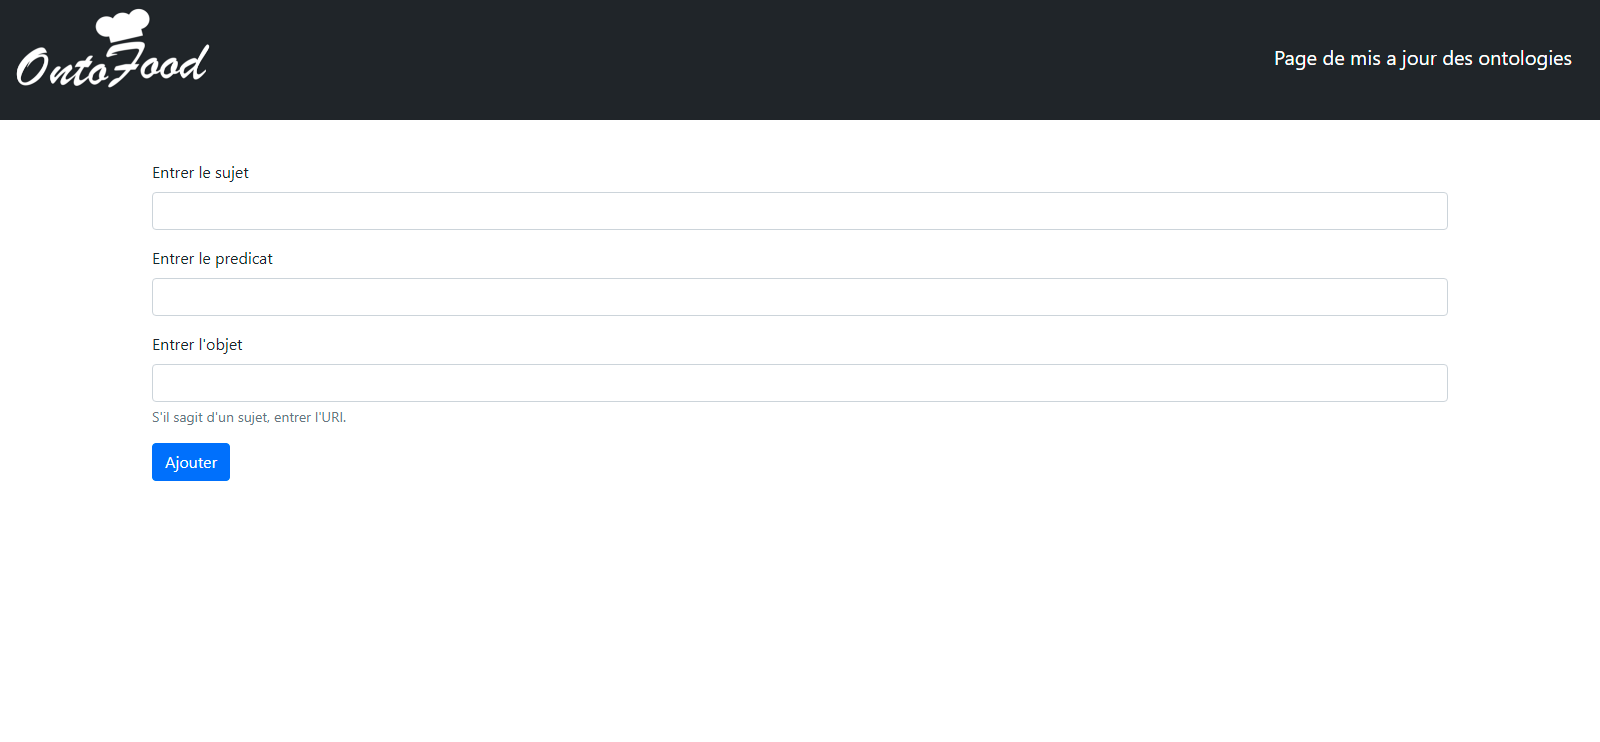 OntoFood
Page de mis a jour des ontologies
Entrer le sujet
Entrer le predicat
Entrer l'objet
S'il sagit d'un sujet, entrer l'URI.
Ajouter